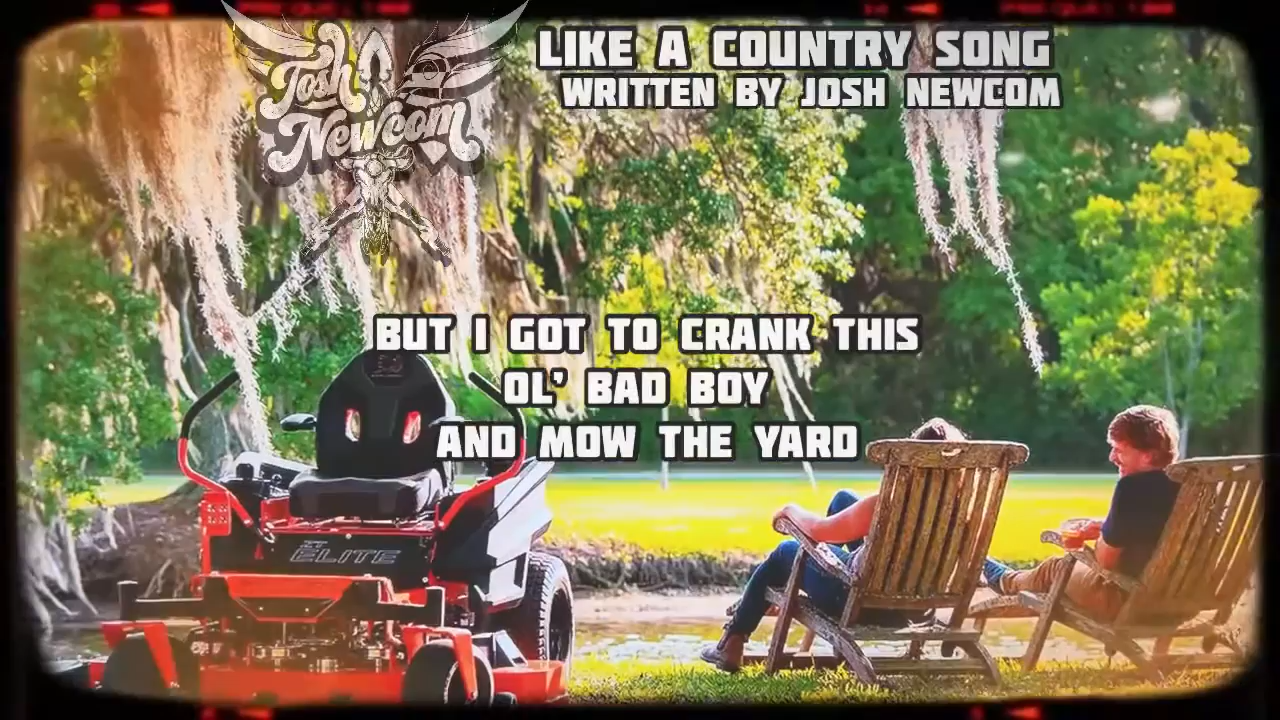 LIKE A COUNTRY SONG
WRITTEN BY JOSH NEWCOM
Josh
Newcom
BUT I GOT TO CRANK THIS
OL' BAD BOY
AND MOW THE YARD
ZT
ELITE